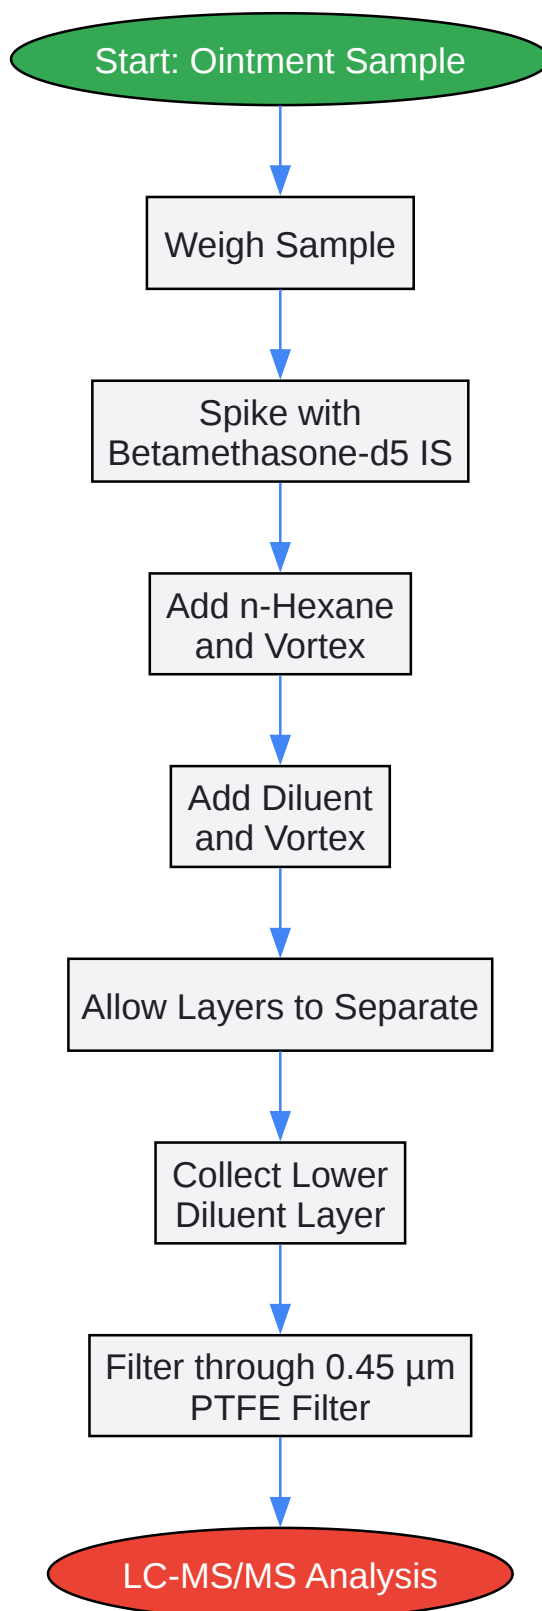 Start: Ointment Sample
Weigh Sample
Spike with
Betamethasone-d5 IS
Add n-Hexane
and Vortex
Add Diluent
and Vortex
Allow Layers to Separate
Collect Lower
Diluent Layer
Filter through 0.45 µm
PTFE Filter
LC-MS/MS Analysis